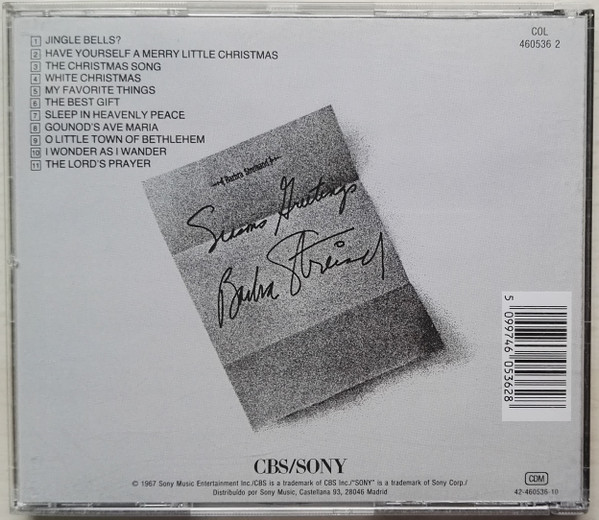 COL
460536 2
1 JINGLE BELLS?
2 HAVE YOURSELF A MERRY LITTLE CHRISTMAS
3 THE CHRISTMAS SONG
4 WHITE CHRISTMAS
5 MY FAVORITE THINGS
6 THE BEST GIFT
7 SLEEP IN HEAVENLY PEACE
8 GOUNOD'S AVE MARIA
9 O LITTLE TOWN OF BETHLEHEM
10 I WONDER AS I WANDER
11 THE LORD'S PRAYER
Barbra Streisand
Seasons Greetings
Barbra Streisand
5 099746 053628
CBS/SONY
© 1967 Sony Music Entertainment Inc./CBS is a trademark of CBS Inc./"SONY" is a trademark of Sony Corp./
Distribuído por Sony Music, Castellana 93, 28046 Madrid
CDM
42-460536-10